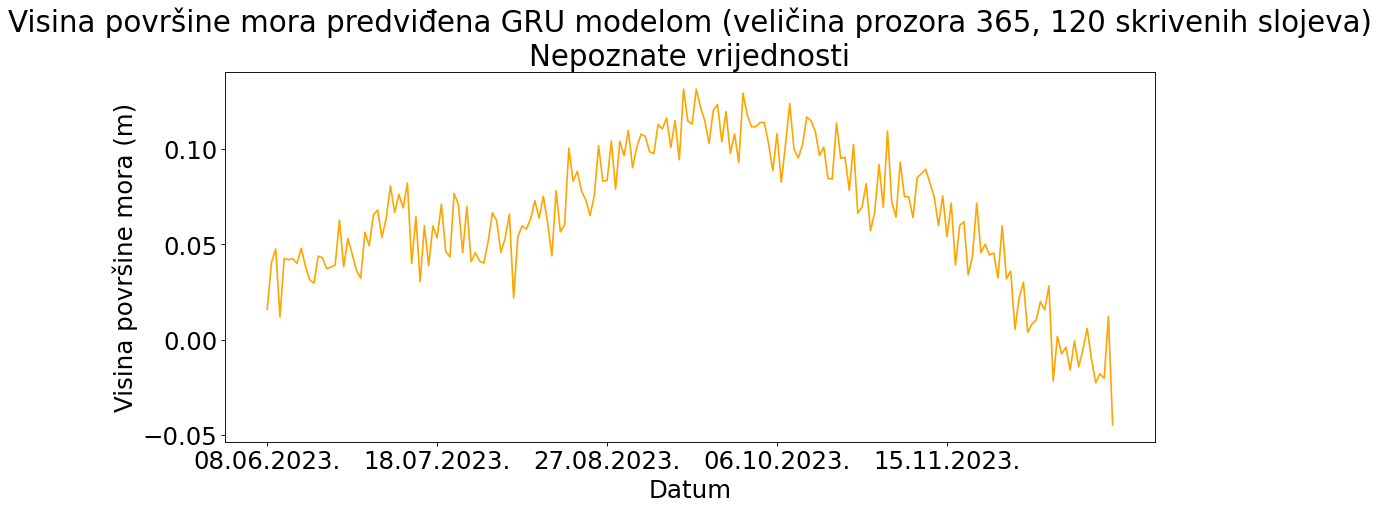 Visina površine mora predviđena GRU modelom (veličina prozora 365, 120 skrivenih slojeva)
Nepoznate vrijednosti
Visina površine mora (m)
0.10
0.05
0.00
−0.05
08.06.2023. 18.07.2023. 27.08.2023. 06.10.2023. 15.11.2023.
Datum